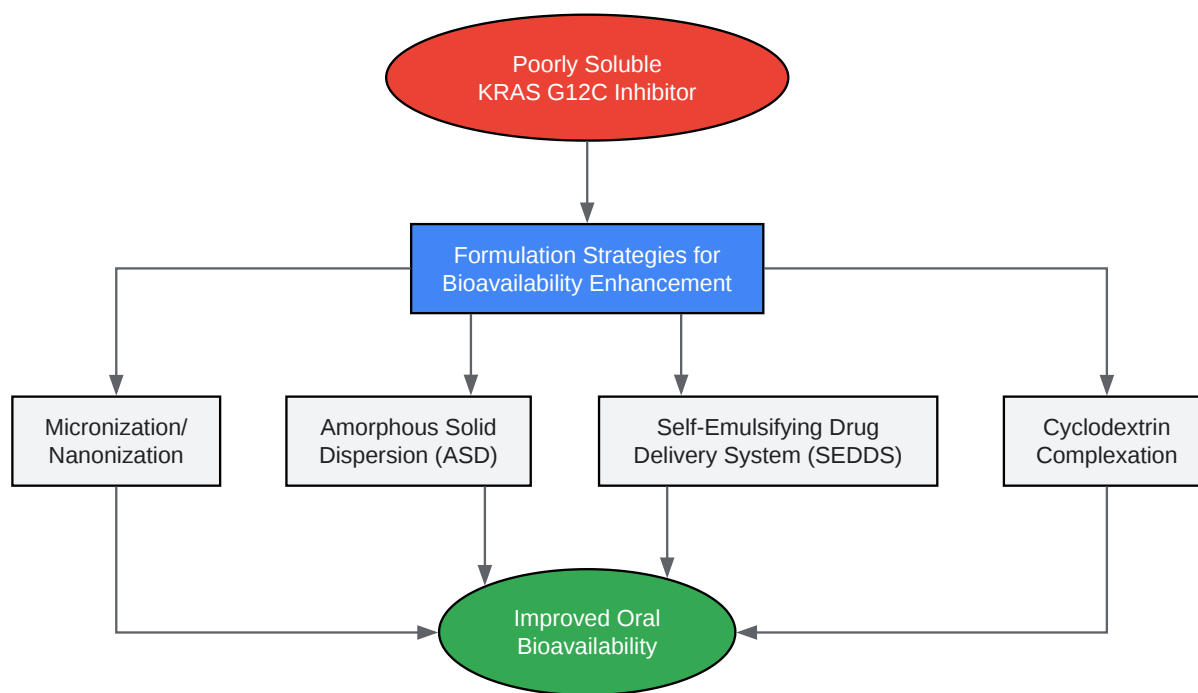 Poorly Soluble
KRAS G12C Inhibitor
Formulation Strategies for
Bioavailability Enhancement
Micronization/
Nanonization
Amorphous Solid
Dispersion (ASD)
Self-Emulsifying Drug
Delivery System (SEDDS)
Cyclodextrin
Complexation
Improved Oral
Bioavailability